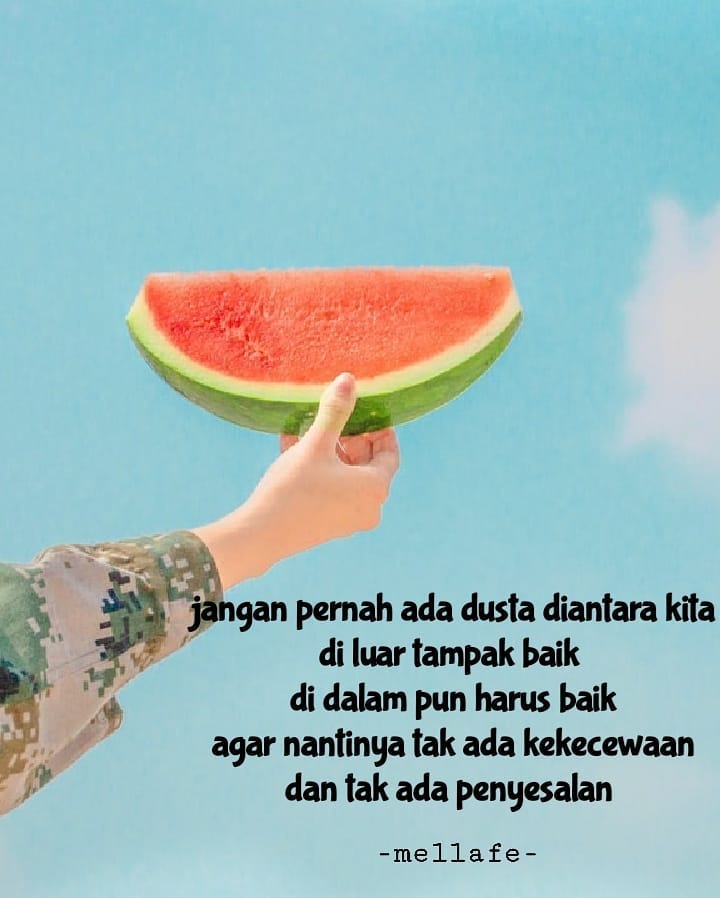 jangan pernah ada dusta diantara kita
di luar tampak baik
di dalam pun harus baik
agar nantinya tak ada kekecewaan
dan tak ada penyesalan
-mellafe-